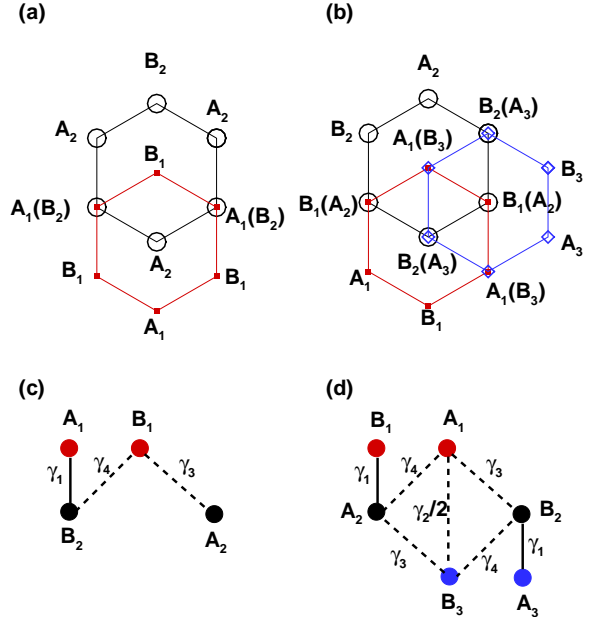 (a)
B₂
A₂
A₂
B₁
A₁(B₂)
A₁(B₂)
A₂
B₁
B₁
A₁
(b)
A₂
B₂(A₃)
B₂
A₁(B₃)
B₃
B₁(A₂)
B₁(A₂)
B₂(A₃)
A₃
A₁
A₁(B₃)
B₁
(c)
A₁
B₁
γ₁
γ₄
γ₃
B₂
A₂
(d)
B₁
A₁
γ₁
γ₄
γ₃
A₂
γ₂/2
B₂
γ₃
γ₄
γ₁
B₃
A₃